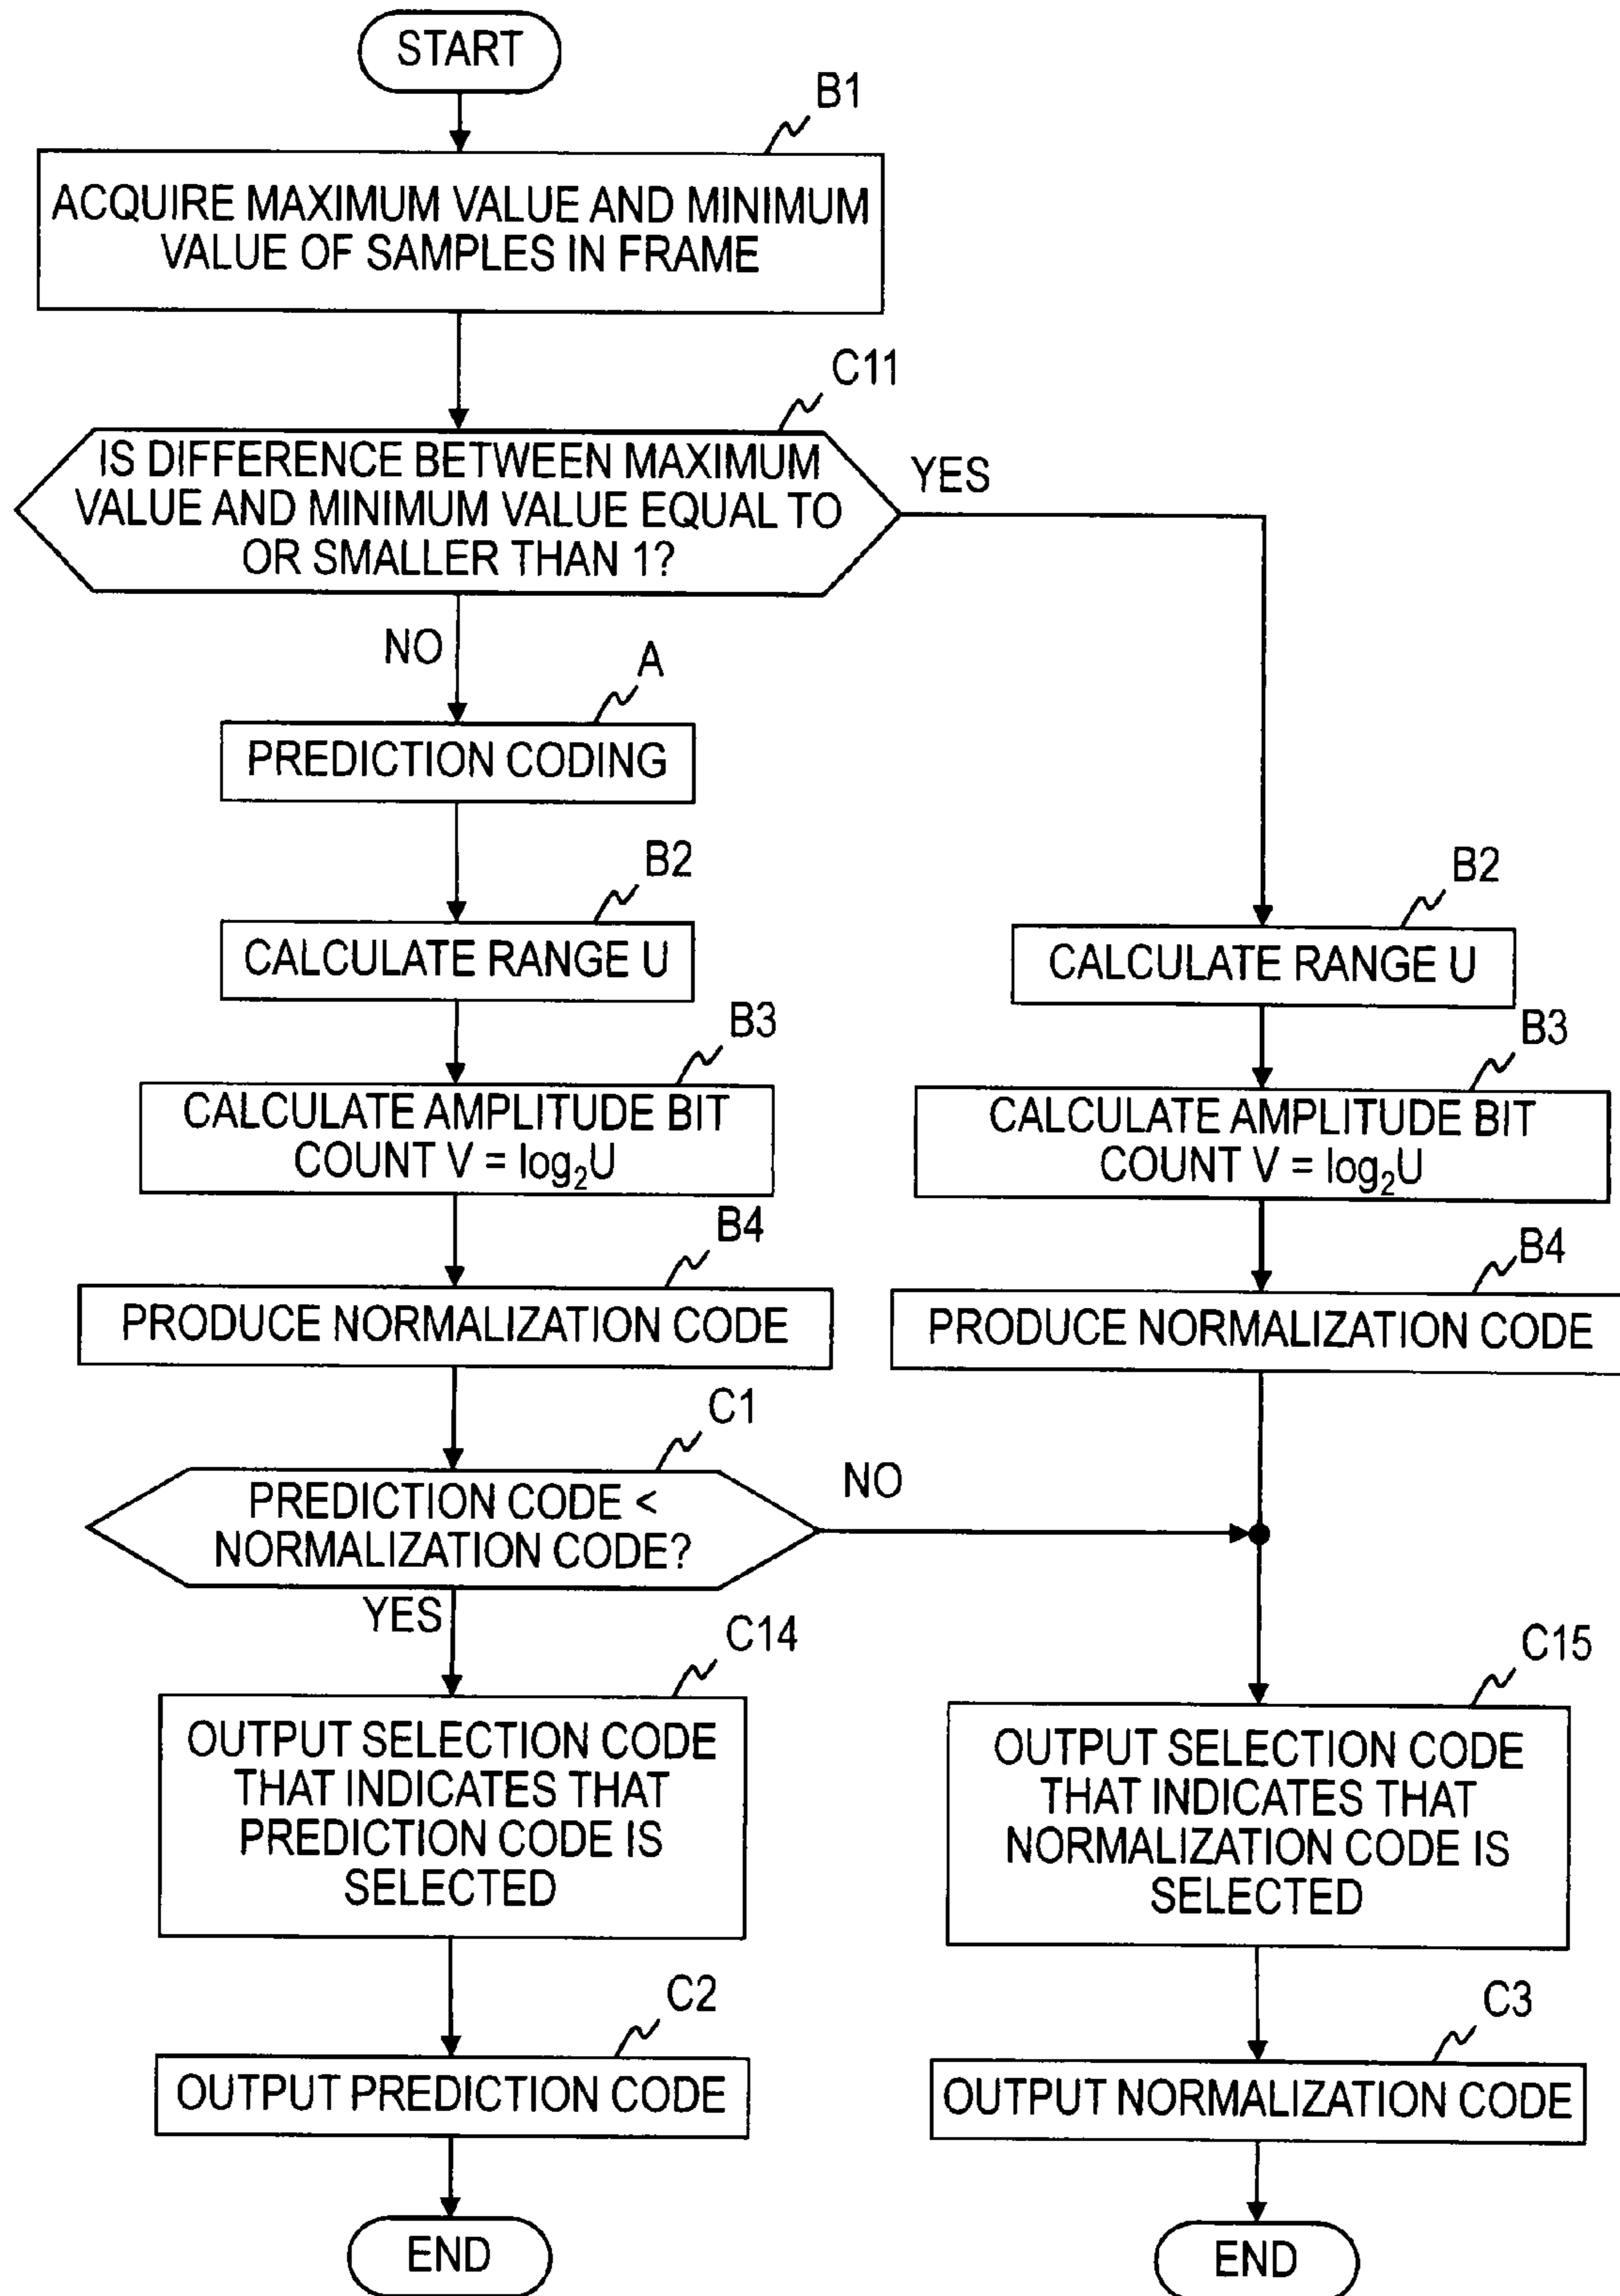 START
B1
ACQUIRE MAXIMUM VALUE AND MINIMUM
VALUE OF SAMPLES IN FRAME
C11
IS DIFFERENCE BETWEEN MAXIMUM
VALUE AND MINIMUM VALUE EQUAL TO
OR SMALLER THAN 1?
YES
NO
A
PREDICTION CODING
B2
CALCULATE RANGE U
B3
CALCULATE AMPLITUDE BIT
COUNT V = log₂U
B4
PRODUCE NORMALIZATION CODE
B2
CALCULATE RANGE U
B3
CALCULATE AMPLITUDE BIT
COUNT V = log₂U
B4
PRODUCE NORMALIZATION CODE
C1
PREDICTION CODE <
NORMALIZATION CODE?
NO
YES
C14
OUTPUT SELECTION CODE
THAT INDICATES THAT
PREDICTION CODE IS
SELECTED
C2
OUTPUT PREDICTION CODE
END
C15
OUTPUT SELECTION CODE
THAT INDICATES THAT
NORMALIZATION CODE IS
SELECTED
C3
OUTPUT NORMALIZATION CODE
END